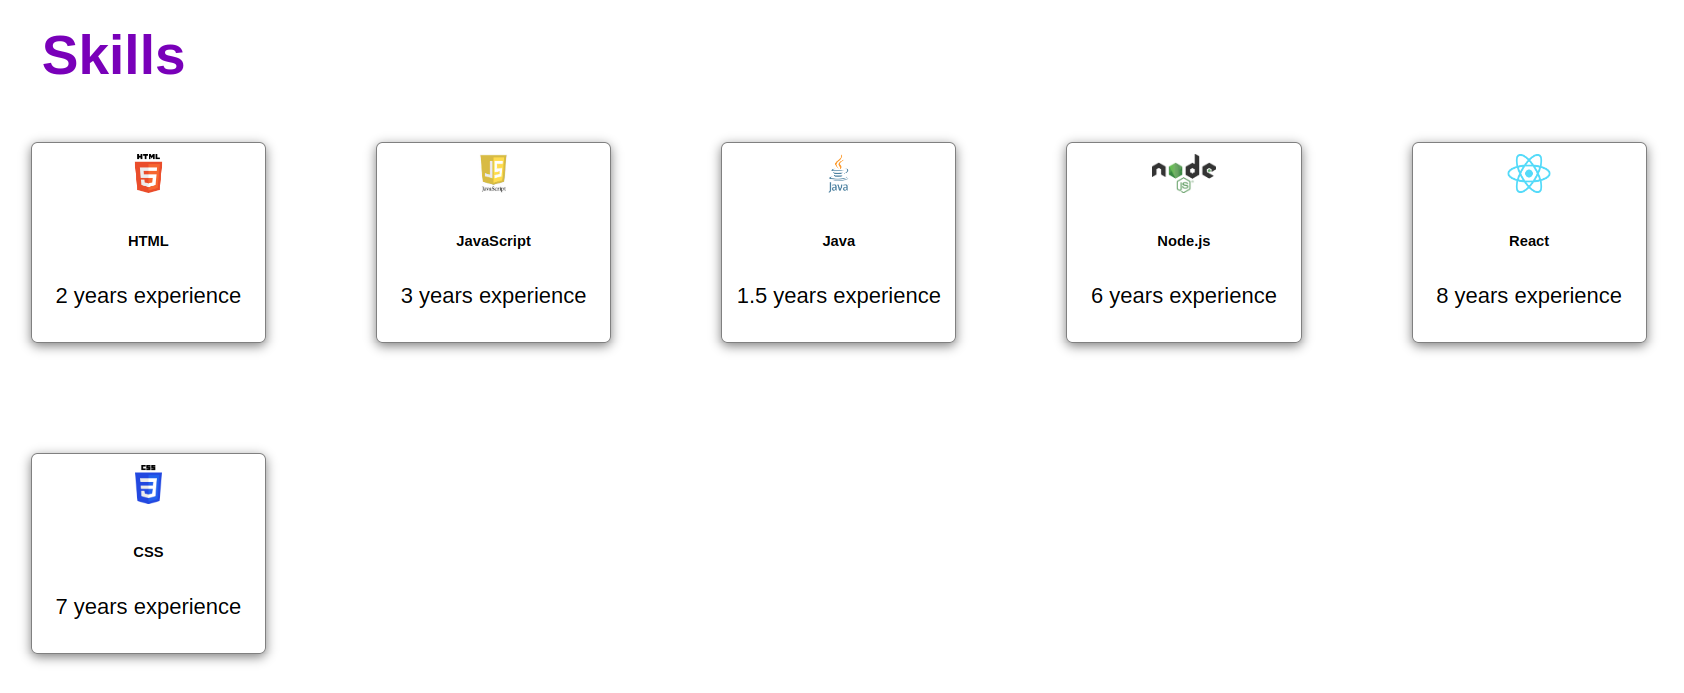 Skills
HTML
5
HTML
2 years experience
JS
JavaScript
JavaScript
3 years experience
Java
Java
1.5 years experience
node
JS
Node.js
6 years experience
React
8 years experience
CSS
3
CSS
7 years experience